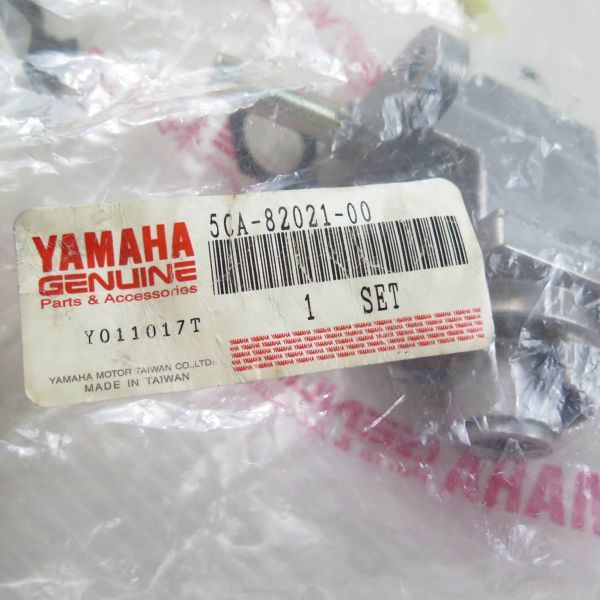 YAMAHA
GENUINE
Parts & Accessories
5CA-82021-00
1 SET
Y011017T
YAMAHA MOTOR TAIWAN CO.,LTD.
MADE IN TAIWAN